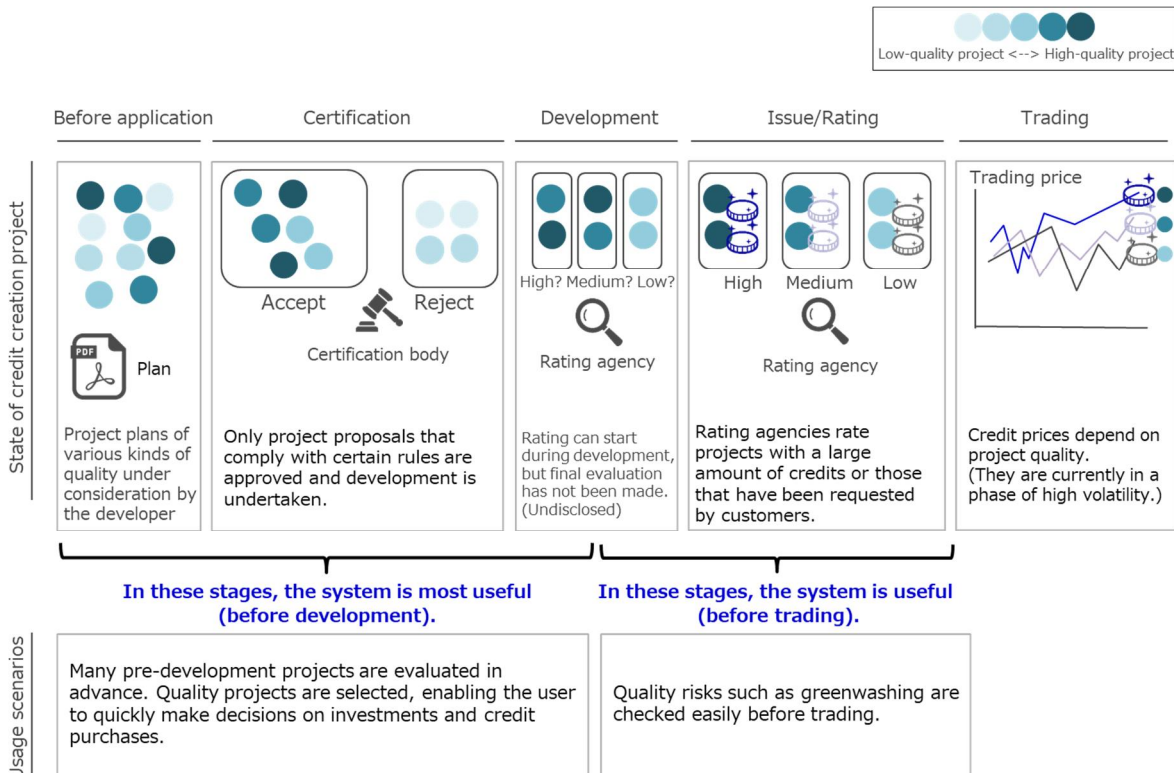 Low-quality project <--> High-quality project
Before application
Certification
Development
Issue/Rating
Trading
State of credit creation project
PDF
Plan
Project plans of
various kinds of
quality under
consideration by
the developer
Accept
Reject
Certification body
Only project proposals that
comply with certain rules are
approved and development is
undertaken.
High? Medium? Low?
Rating agency
Rating can start
during development,
but final evaluation
has not been made.
(Undisclosed)
High
Medium
Low
Rating agency
Rating agencies rate
projects with a large
amount of credits or those
that have been requested
by customers.
Trading price
Credit prices depend on
project quality.
(They are currently in a
phase of high volatility.)
In these stages, the system is most useful
(before development).
In these stages, the system is useful
(before trading).
Usage scenarios
Many pre-development projects are evaluated in
advance. Quality projects are selected, enabling the user
to quickly make decisions on investments and credit
purchases.
Quality risks such as greenwashing are
checked easily before trading.